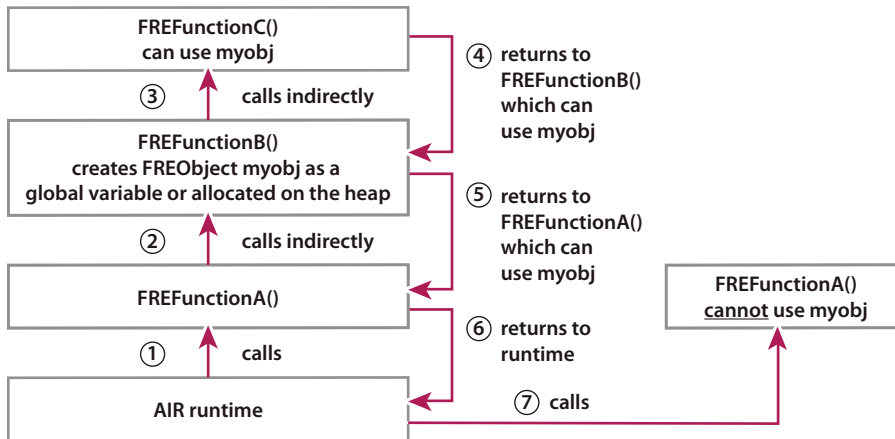 FREFunctionC()
can use myobj
④ returns to
FREFunctionB()
which can
use myobj
③ calls indirectly
FREFunctionB()
creates FREObject myobj as a
global variable or allocated on the heap
⑤ returns to
FREFunctionA()
which can
use myobj
② calls indirectly
FREFunctionA()
FREFunctionA()
cannot use myobj
⑥ returns to
runtime
① calls
AIR runtime
⑦ calls